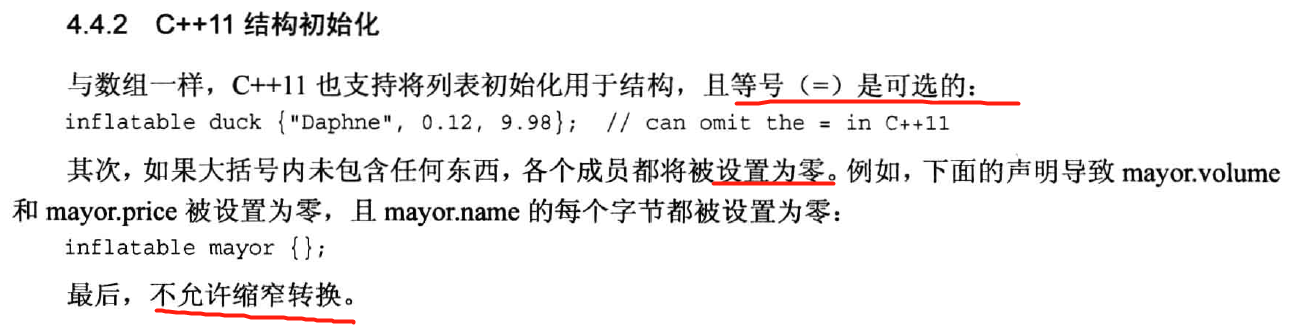 4.4.2 C++11 结构初始化
与数组一样，C++11 也支持将列表初始化用于结构，且等号（=）是可选的：
inflatable duck {"Daphne", 0.12, 9.98}; // can omit the = in C++11
其次，如果大括号内未包含任何东西，各个成员都将被设置为零。例如，下面的声明导致 mayor.volume
和 mayor.price 被设置为零，且 mayor.name 的每个字节都被设置为零：
inflatable mayor {};
最后，不允许缩窄转换。